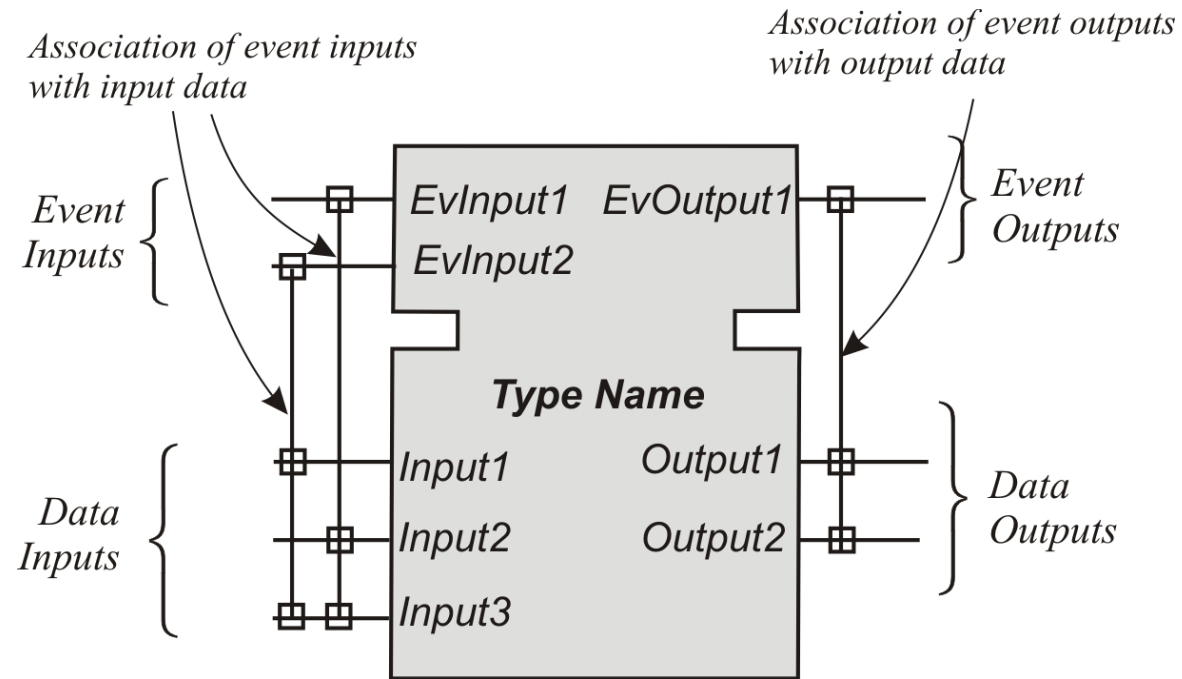 Association of event inputs
with input data
Association of event outputs
with output data
Event
Inputs
EvInput1
EvOutput1
Event
Outputs
EvInput2
Type Name
Data
Inputs
Input1
Output1
Input2
Output2
Input3
Data
Outputs